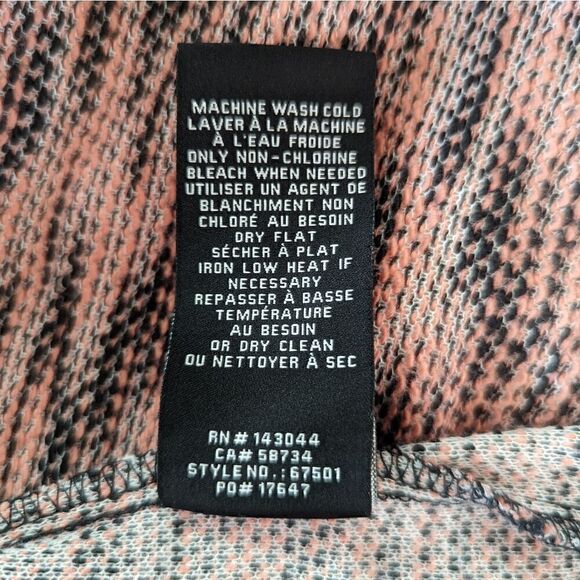 MACHINE WASH COLD
LAVER À LA MACHINE
À L'EAU FROIDE
ONLY NON-CHLORINE
BLEACH WHEN NEEDED
UTILISER UN AGENT DE
BLANCHIMENT NON
CHLORÉ AU BESOIN
DRY FLAT
SÉCHER À PLAT
IRON LOW HEAT IF
NECESSARY
REPASSER À BASSE
TEMPÉRATURE
AU BESOIN
OR DRY CLEAN
OU NETTOYER À SEC
RN# 143044
CA# 58734
STYLE NO.: 67501
PO# 17647